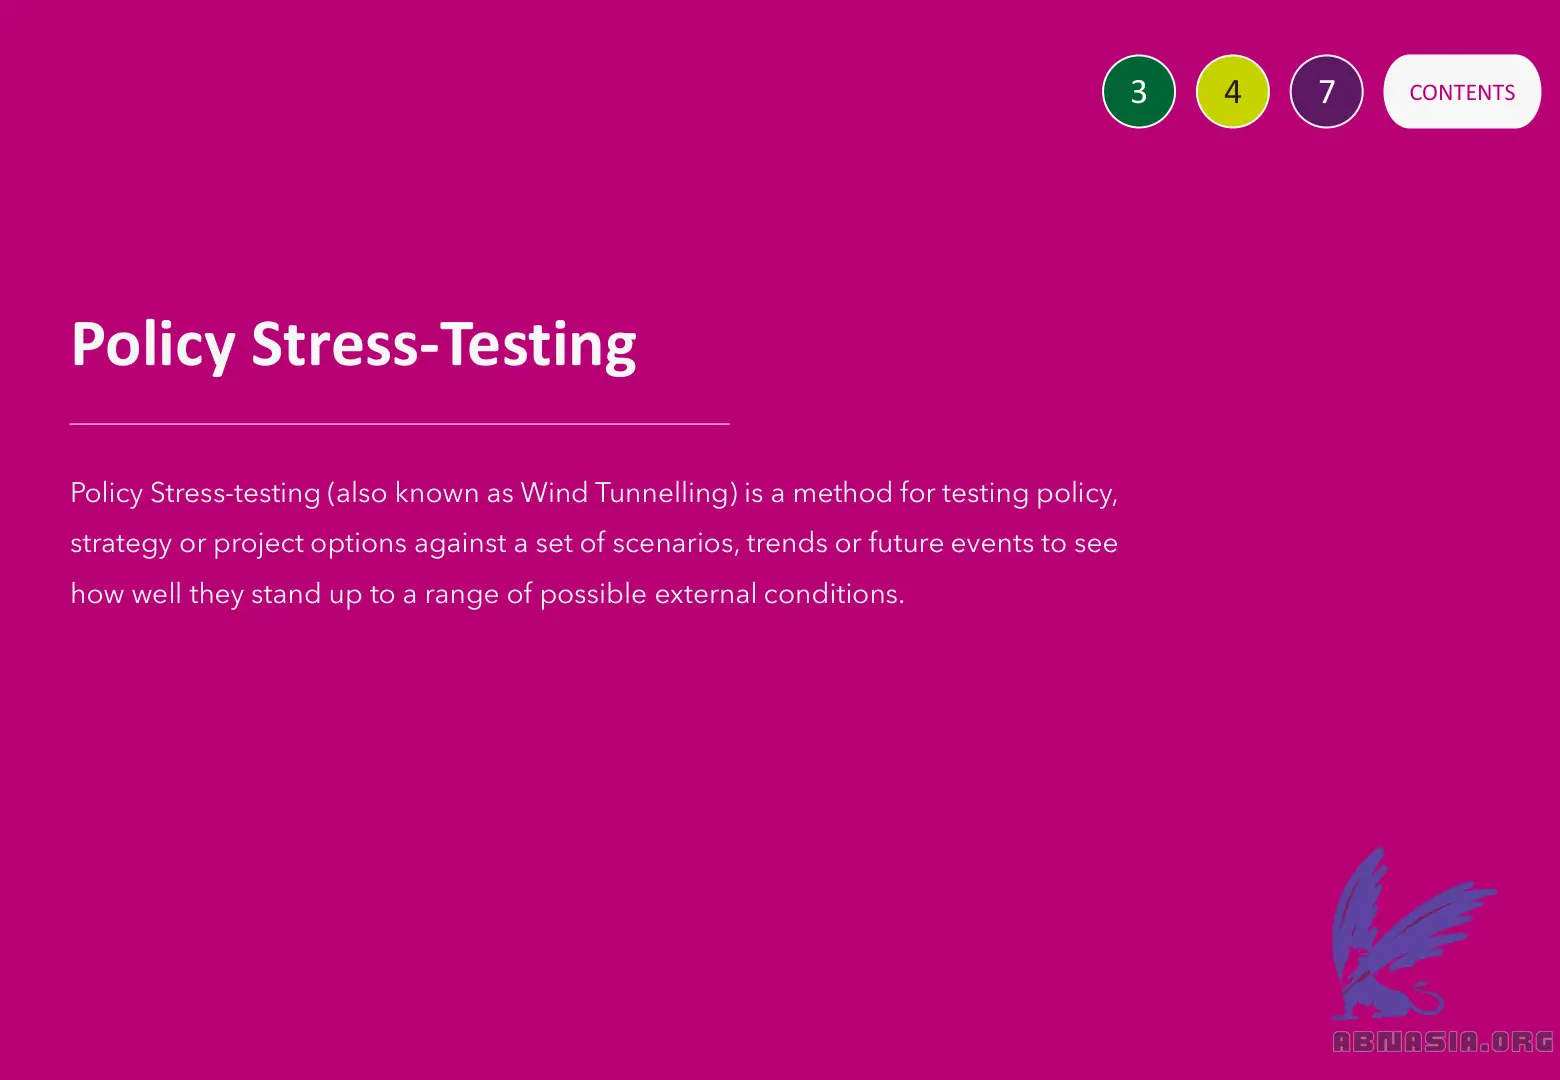 3 4 7 CONTENTS
Policy Stress-Testing
Policy Stress-testing (also known as Wind Tunnelling) is a method for testing policy,
strategy or project options against a set of scenarios, trends or future events to see
how well they stand up to a range of possible external conditions.
ABNASIA.ORG